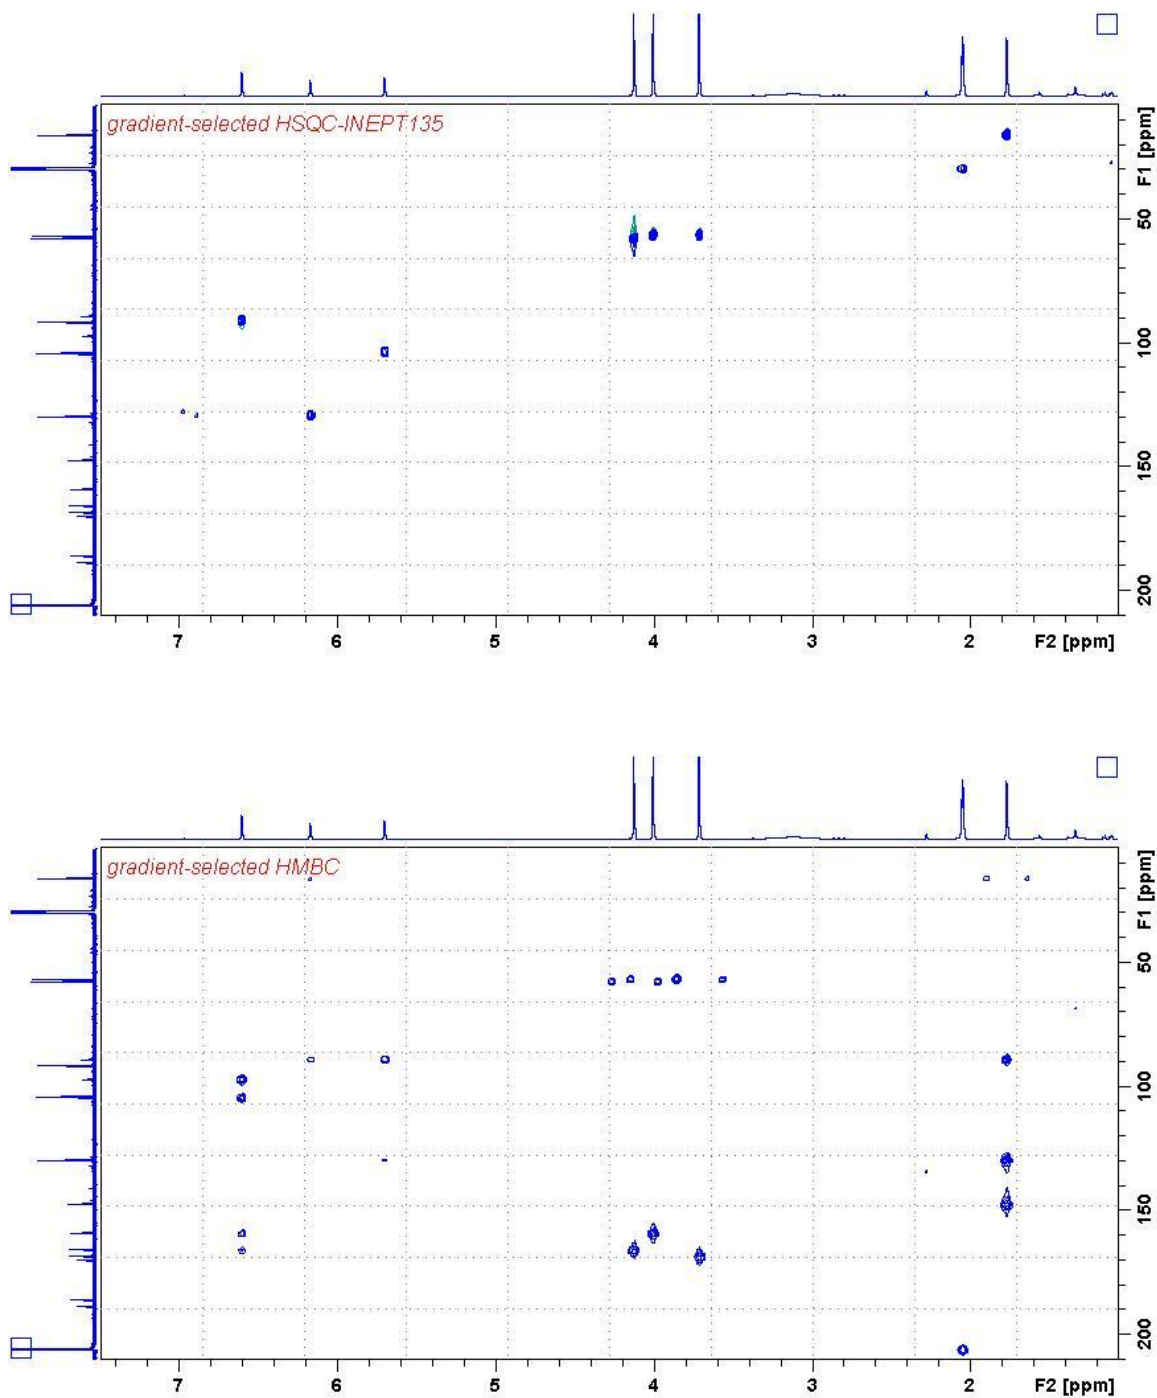 gradient-selected HSQC-INEPT135
50
100
150
200
F1 [ppm]
7 6 5 4 3 2 F2 [ppm]
gradient-selected HMBC
50
100
150
200
F1 [ppm]
7 6 5 4 3 2 F2 [ppm]